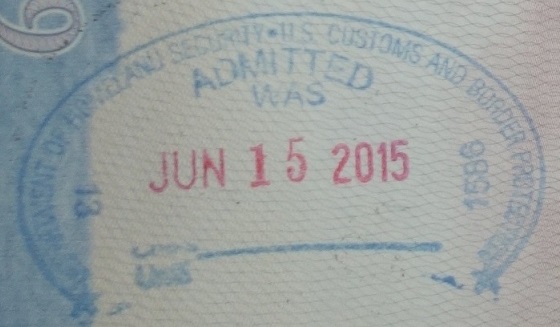 DEPARTMENT OF HOMELAND SECURITY • U.S. CUSTOMS AND BORDER PROTECTION
ADMITTED
WAS
JUN 15 2015
13
1586